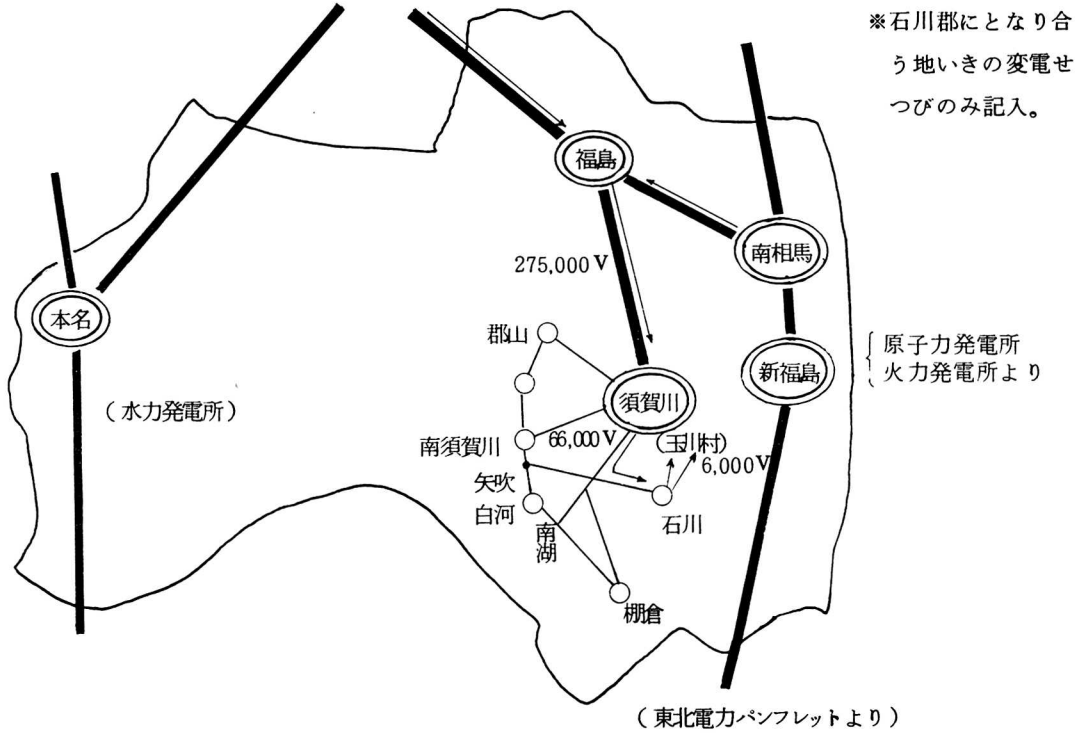 ※石川郡にとなり合
う地いきの変電せ
つびのみ記入。
福島
南相馬
275,000V
本名
郡山
原子力発電所
火力発電所より
新福島
須賀川
(水力発電所)
南須賀川
66,000V
(玉川村)
6,000V
矢吹
白河
南湖
石川
棚倉
(東北電力パンフレットより)